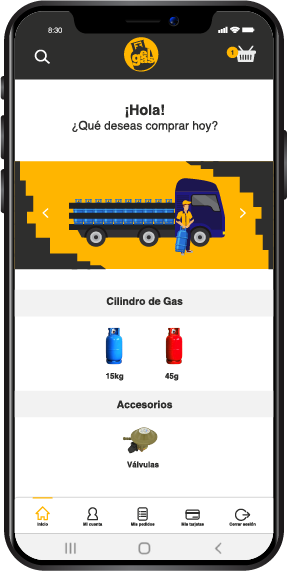 8:30
el
gas
1
¡Hola!
¿Qué deseas comprar hoy?
Cilindro de Gas
15kg
45g
Accesorios
Válvulas
Inicio
Mi cuenta
Mis pedidos
Mis tarjetas
Cerrar sesión